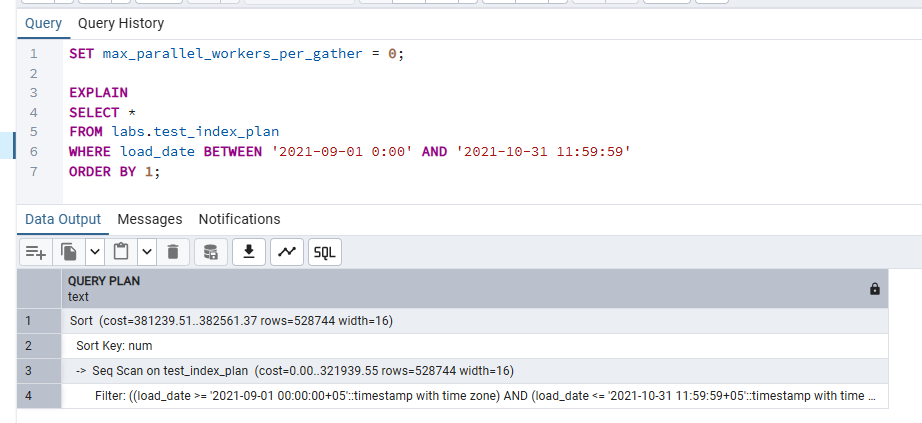 Query Query History
1 SET max_parallel_workers_per_gather = 0;
2
3 EXPLAIN
4 SELECT *
5 FROM labs.test_index_plan
6 WHERE load_date BETWEEN '2021-09-01 0:00' AND '2021-10-31 11:59:59'
7 ORDER BY 1;
Data Output Messages Notifications
SQL
QUERY PLAN
text
1 Sort (cost=381239.51..382561.37 rows=528744 width=16)
2 Sort Key: num
3 -> Seq Scan on test_index_plan (cost=0.00..321939.55 rows=528744 width=16)
4 Filter: ((load_date >= '2021-09-01 00:00:00+05'::timestamp with time zone) AND (load_date <= '2021-10-31 11:59:59+05'::timestamp with time ...